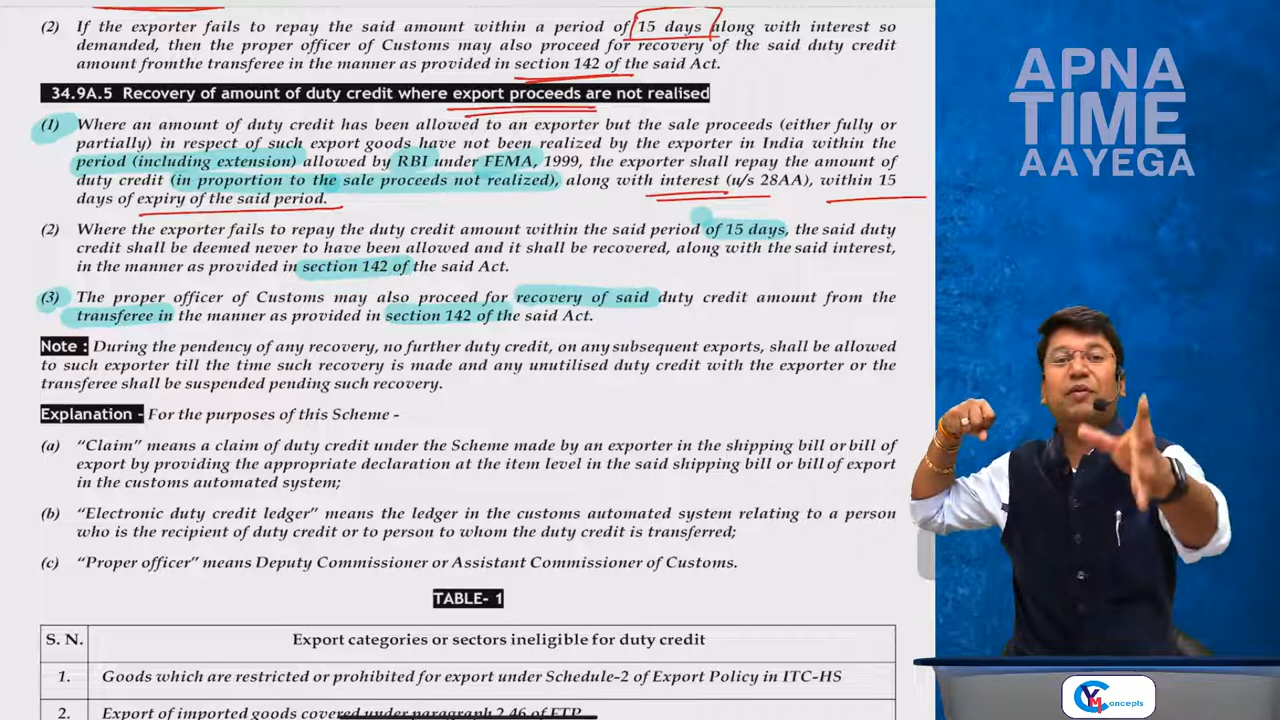 (2) If the exporter fails to repay the said amount within a period of 15 days along with interest so
demanded, then the proper officer of Customs may also proceed for recovery of the said duty credit
amount fromthe transferee in the manner as provided in section 142 of the said Act.
34.9A.5 Recovery of amount of duty credit where export proceeds are not realised
(1) Where an amount of duty credit has been allowed to an exporter but the sale proceeds (either fully or
partially) in respect of such export goods have not been realized by the exporter in India within the
period (including extension) allowed by RBI under FEMA, 1999, the exporter shall repay the amount of
duty credit (in proportion to the sale proceeds not realized), along with interest (u/s 28AA), within 15
days of expiry of the said period.
(2) Where the exporter fails to repay the duty credit amount within the said period of 15 days, the said duty
credit shall be deemed never to have been allowed and it shall be recovered, along with the said interest,
in the manner as provided in section 142 of the said Act.
(3) The proper officer of Customs may also proceed for recovery of said duty credit amount from the
transferee in the manner as provided in section 142 of the said Act.
Note : During the pendency of any recovery, no further duty credit, on any subsequent exports, shall be allowed
to such exporter till the time such recovery is made and any unutilised duty credit with the exporter or the
transferee shall be suspended pending such recovery.
Explanation - For the purposes of this Scheme -
(a) “Claim” means a claim of duty credit under the Scheme made by an exporter in the shipping bill or bill of
export by providing the appropriate declaration at the item level in the said shipping bill or bill of export
in the customs automated system;
(b) “Electronic duty credit ledger” means the ledger in the customs automated system relating to a person
who is the recipient of duty credit or to person to whom the duty credit is transferred;
(c) “Proper officer” means Deputy Commissioner or Assistant Commissioner of Customs.
TABLE- 1
S. N. Export categories or sectors ineligible for duty credit
1. Goods which are restricted or prohibited for export under Schedule-2 of Export Policy in ITC-HS
2. Export of imported goods covered under paragraph 2.46 of FTP
APNA
TIME
AAYEGA
YM Concepts